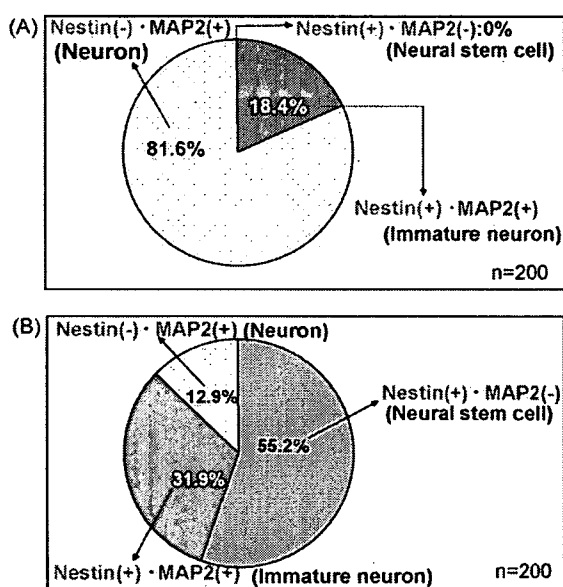 (A)
Nestin(-)・MAP2(+)
(Neuron)
Nestin(+)・MAP2(-):0%
(Neural stem cell)
18.4%
81.6%
Nestin(+)・MAP2(+)
(Immature neuron)
n=200
(B)
Nestin(-)・MAP2(+) (Neuron)
12.9%
Nestin(+)・MAP2(-)
(Neural stem cell)
55.2%
31.9%
Nestin(+)・MAP2(+) (Immature neuron)
n=200